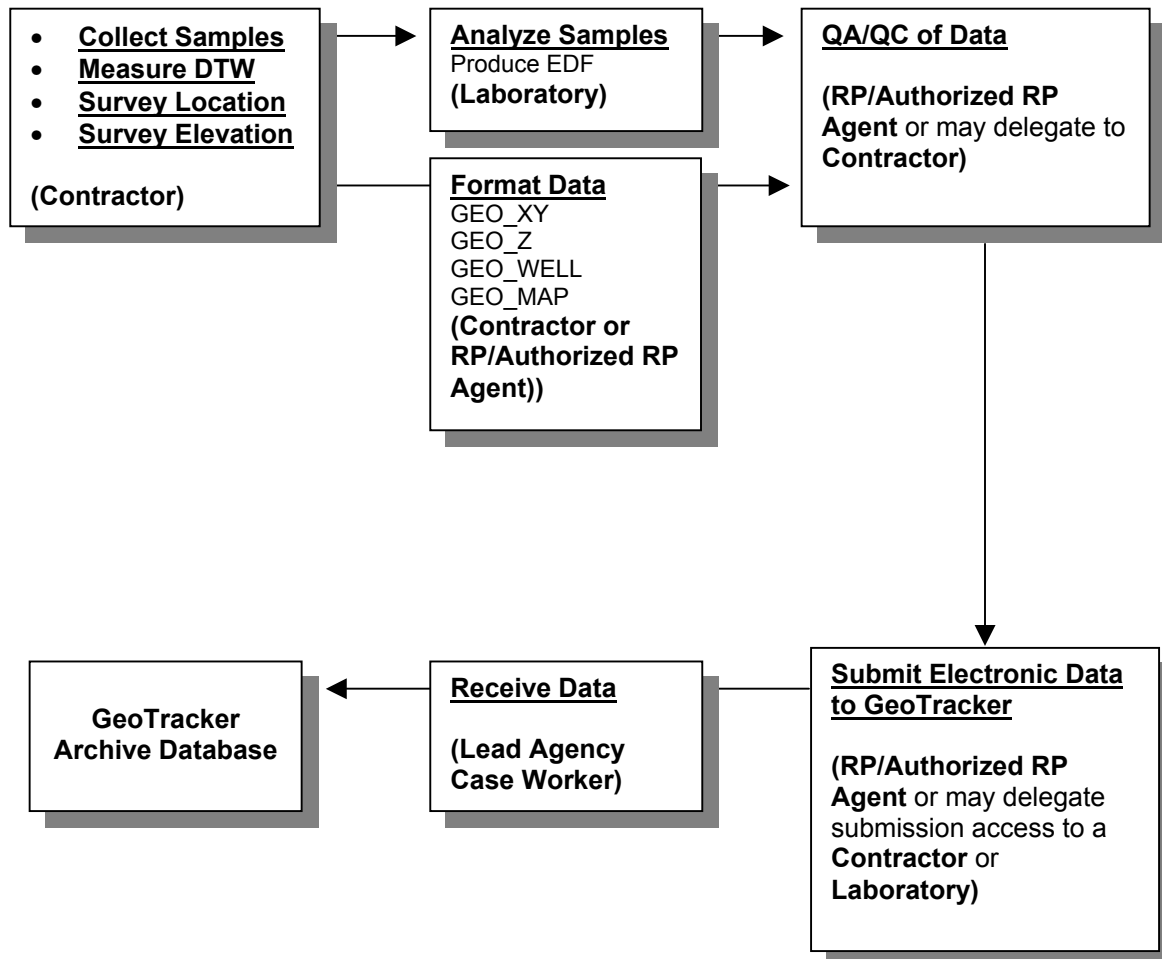 • Collect Samples
• Measure DTW
• Survey Location
• Survey Elevation
(Contractor)
Analyze Samples
Produce EDF
(Laboratory)
QA/QC of Data
(RP/Authorized RP
Agent or may delegate to
Contractor)
Format Data
GEO_XY
GEO_Z
GEO_WELL
GEO_MAP
(Contractor or
RP/Authorized RP
Agent))
Submit Electronic Data
to GeoTracker
(RP/Authorized RP
Agent or may delegate
submission access to a
Contractor or
Laboratory)
Receive Data
(Lead Agency
Case Worker)
GeoTracker
Archive Database